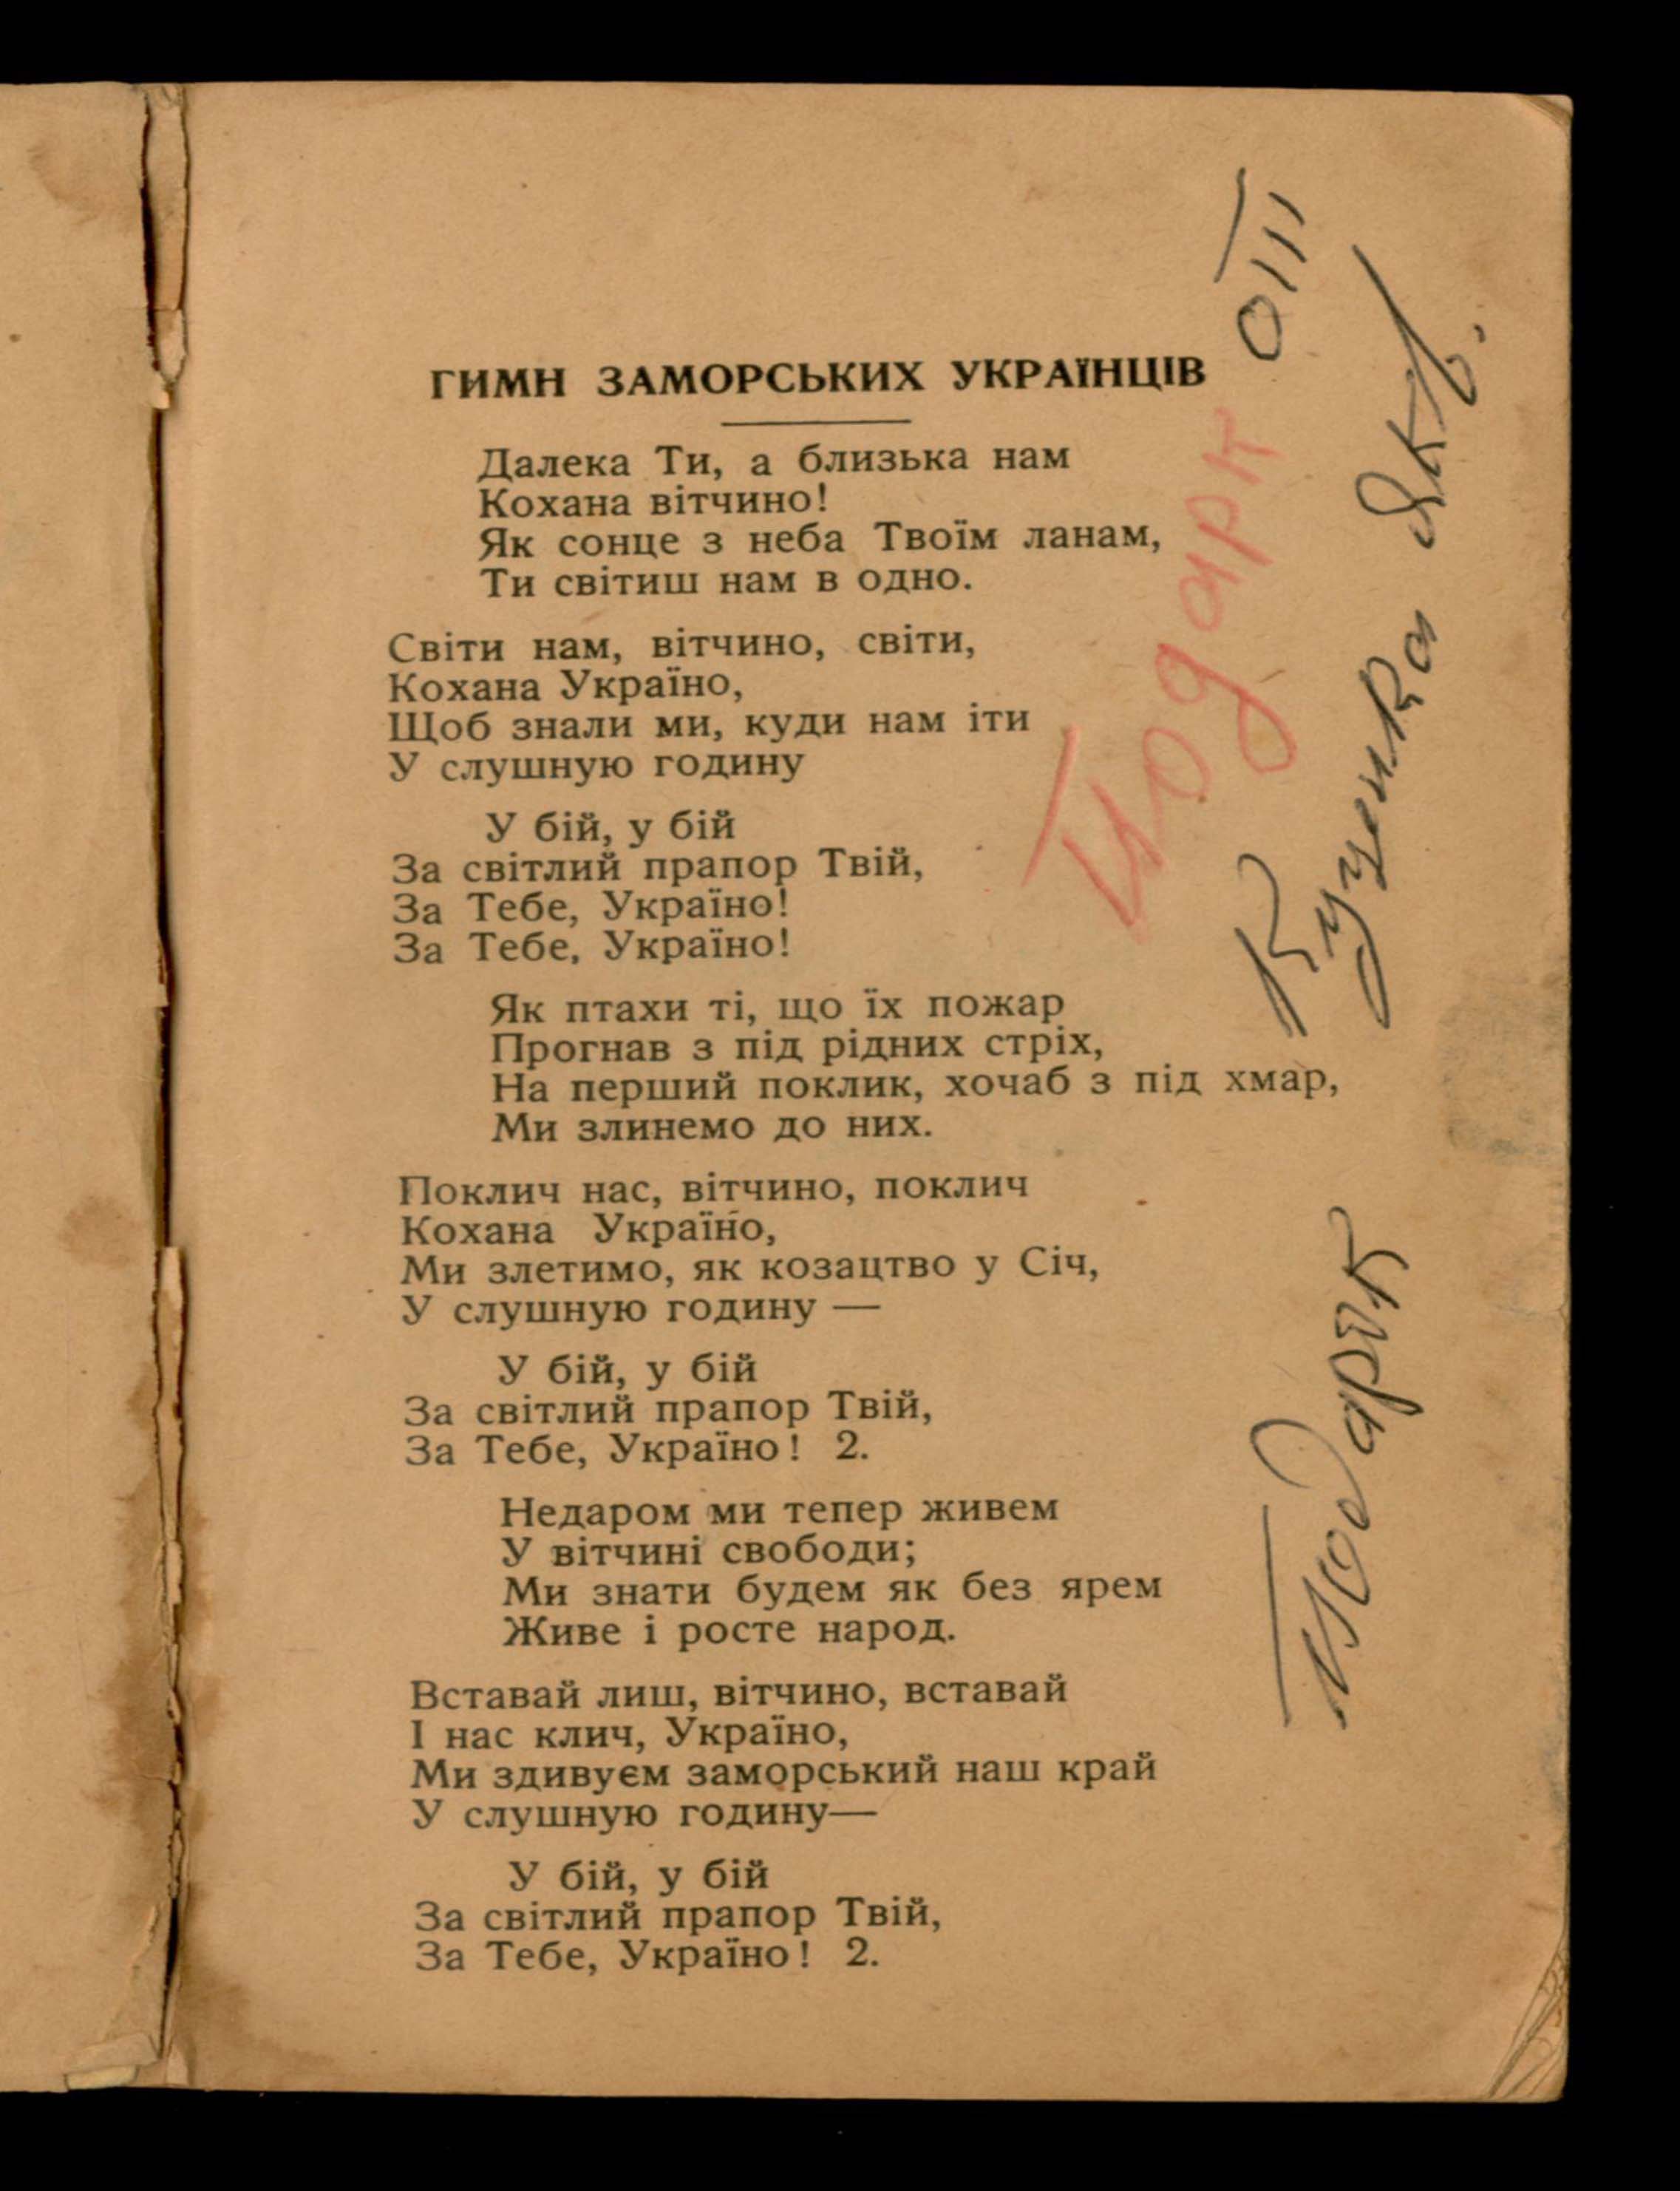 ГИМН ЗАМОРСЬКИХ УКРАЇНЦІВ
Далека Ти, а близька нам
Кохана вітчино!
Як сонце з неба Твоїм ланам,
Ти світиш нам в одно.
Світи нам, вітчино, світи,
Кохана Україно,
Щоб знали ми, куди нам іти
У слушную годину
У бій, у бій
За світлий прапор Твій,
За Тебе, Україно!
За Тебе, Україно!
Як птахи ті, що їх пожар
Прогнав з під рідних стріх,
На перший поклик, хочаб з під хмар,
Ми злинемо до них.
Поклич нас, вітчино, поклич
Кохана Україно,
Ми злетимо, як козацтво у Січ,
У слушную годину —
У бій, у бій
За світлий прапор Твій,
За Тебе, Україно! 2.
Недаром ми тепер живем
У вітчині свободи;
Ми знати будем як без ярем
Живе і росте народ.
Вставай лиш, вітчино, вставай
І нас клич, Україно,
Ми здивуєм заморський наш край
У слушную годину—
У бій, у бій
За світлий прапор Твій,
За Тебе, Україно! 2.
Подарк
от
Куценка Якв.